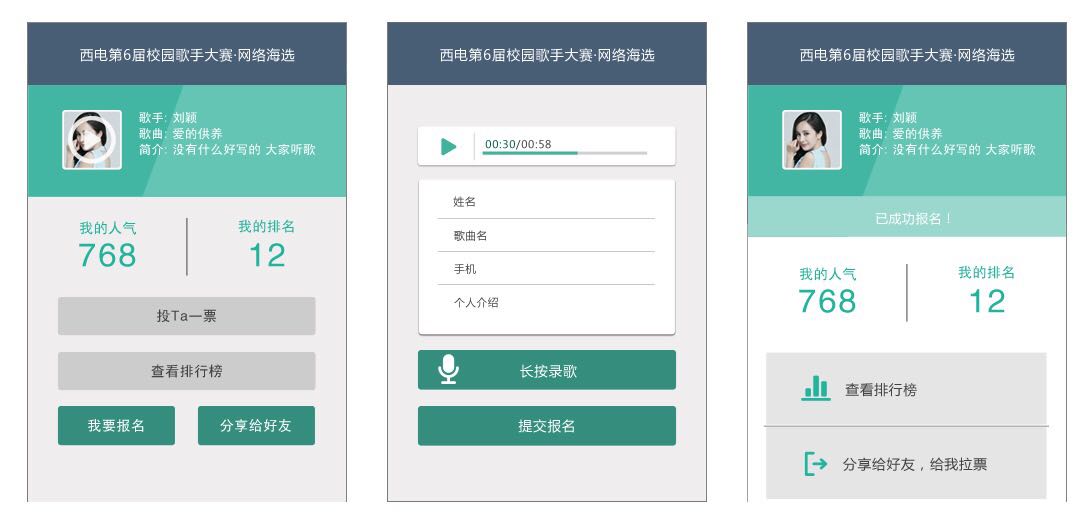 西电第6届校园歌手大赛·网络海选
歌手: 刘颖
歌曲: 爱的供养
简介: 没有什么好写的 大家听歌
我的人气
768
我的排名
12
投Ta一票
查看排行榜
我要报名
分享给好友
西电第6届校园歌手大赛·网络海选
00:30/00:58
姓名
歌曲名
手机
个人介绍
长按录歌
提交报名
西电第6届校园歌手大赛·网络海选
歌手: 刘颖
歌曲: 爱的供养
简介: 没有什么好写的 大家听歌
已成功报名！
我的人气
768
我的排名
12
查看排行榜
分享给好友，给我拉票